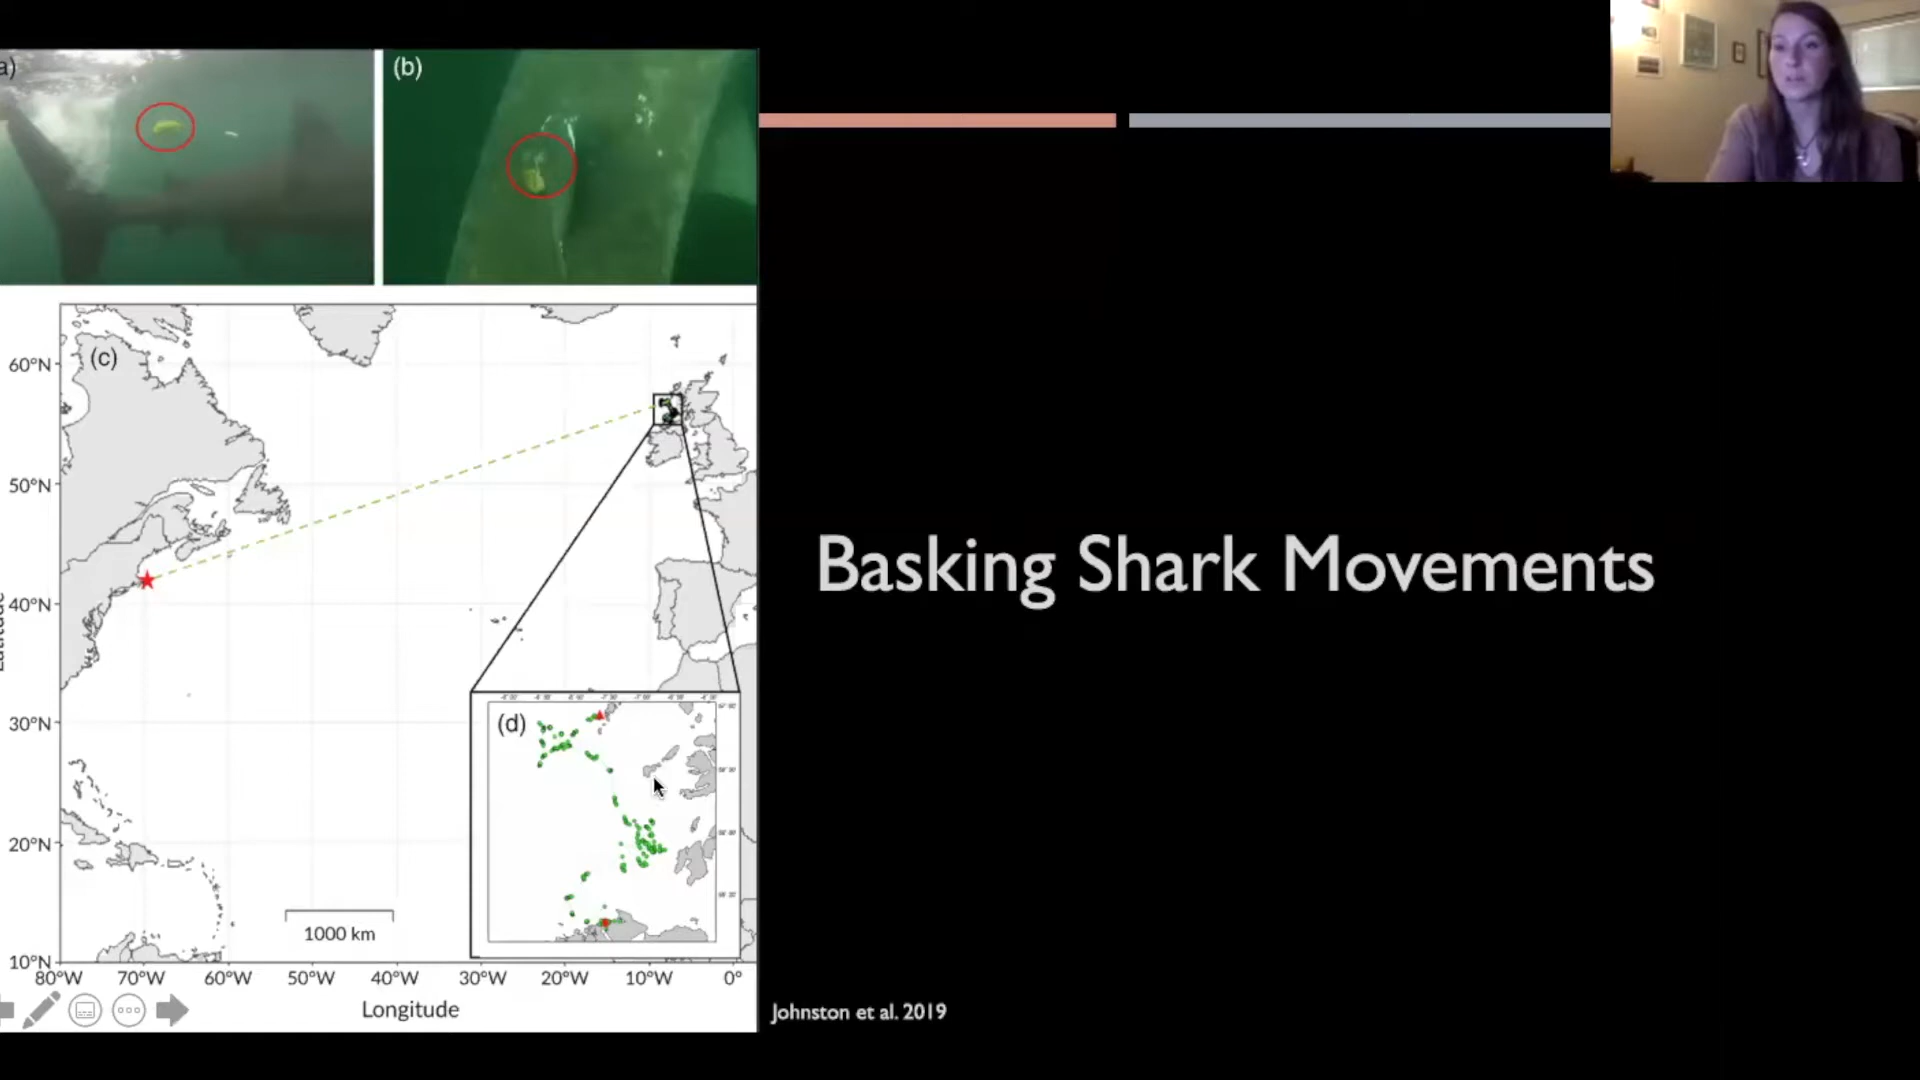 a)
(b)
(c)
60°N
50°N
40°N
30°N
20°N
10°N
(d)
1000 km
80°W 70°W 60°W 50°W 40°W 30°W 20°W 10°W 0°
Longitude
Basking Shark Movements
Johnston et al. 2019